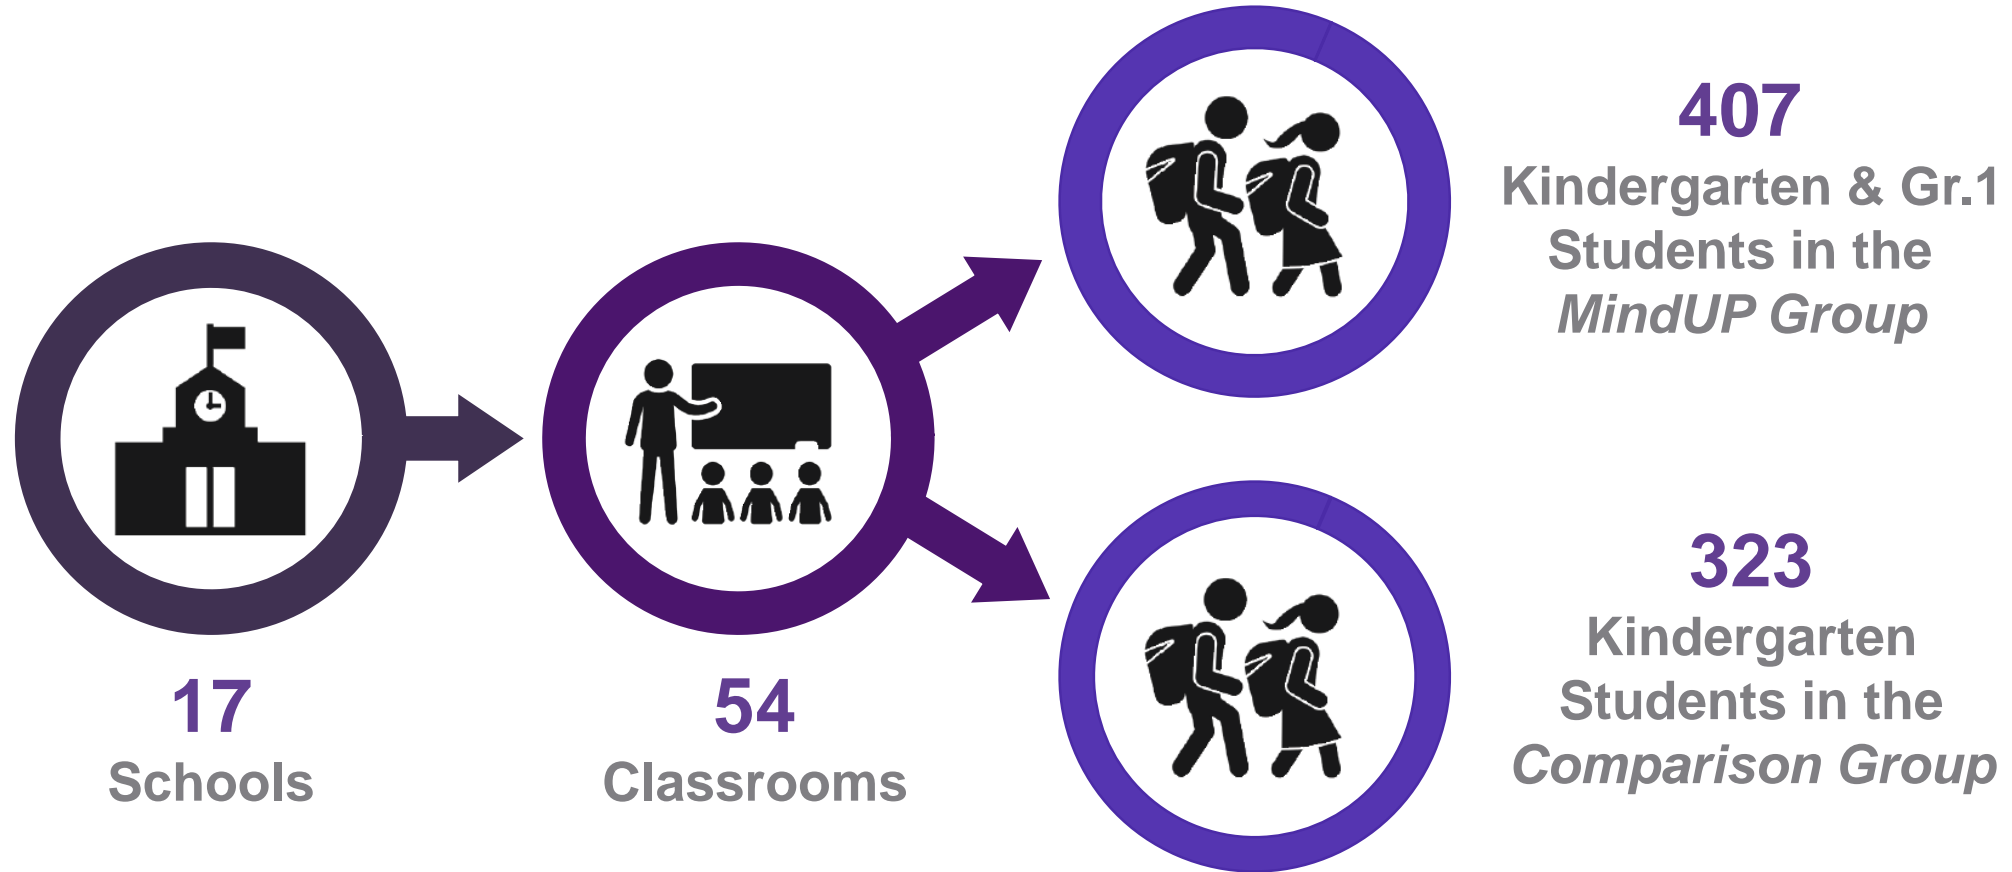 17
Schools
54
Classrooms
407
Kindergarten & Gr.1
Students in the
MindUP Group
323
Kindergarten
Students in the
Comparison Group